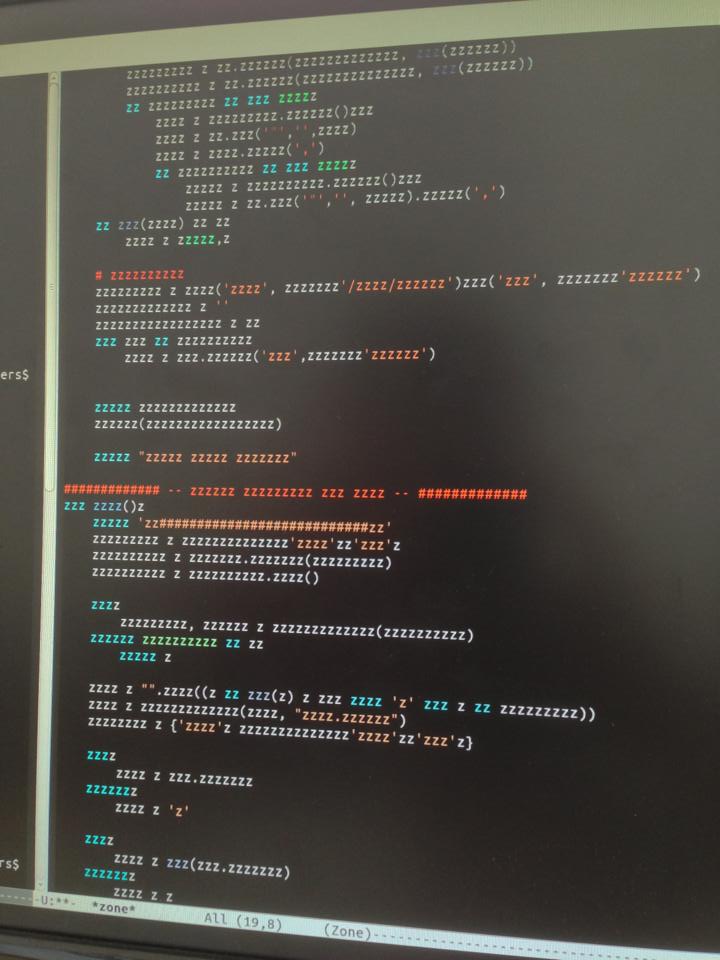 zzzzzzzzz z zz.zzzzzz(zzzzzzzzzzzzz, zzz(zzzzzz))
zzzzzzzzzz z zz.zzzzzz(zzzzzzzzzzzzzz, zzz(zzzzzz))
zz zzzzzzzzz zz zzz zzzzz
zzzz z zzzzzzzzz.zzzzzz()zzz
zzzz z zz.zzz('"','',zzzz)
zzzz z zzzz.zzzzz(',')
zz zzzzzzzzzz zz zzz zzzzz
zzzzz z zzzzzzzzzz.zzzzzz()zzz
zzzzz z zz.zzz('"','', zzzzz).zzzzz(',')
zz zzz(zzzz) zz zz
zzzz z zzzzz,z
# zzzzzzzzzz
zzzzzzzzz z zzzz('zzzz', zzzzzzz'/zzzz/zzzzzz')zzz('zzz', zzzzzzz'zzzzzz')
zzzzzzzzzzzzz z ''
zzzzzzzzzzzzzzzzz z zz
zzz zzz zz zzzzzzzzzz
zzzz z zzz.zzzzzz('zzz',zzzzzzz'zzzzzz')
ers$
zzzzz zzzzzzzzzzzzz
zzzzzz(zzzzzzzzzzzzzzzzz)
zzzzz "zzzzz zzzzz zzzzzzz"
############# -- zzzzzz zzzzzzzzz zzz zzzz -- #############
zzz zzzz()z
zzzzz 'zz############################zz'
zzzzzzzzz z zzzzzzzzzzzzzz'zzzz'zz'zzz'z
zzzzzzzzzz z zzzzzzz.zzzzzzz(zzzzzzzzz)
zzzzzzzzzz z zzzzzzzzzz.zzzz()
zzzz
zzzzzzzzz, zzzzzz z zzzzzzzzzzzzz(zzzzzzzzzz)
zzzzzz zzzzzzzzzz zz zz
zzzzz z
zzzz z "".zzzz((z zz zzz(z) z zzz zzzz 'z' zzz z zz zzzzzzzzz))
zzzz z zzzzzzzzzzzzz(zzzz, "zzzz.zzzzzz")
zzzzzzzz z {'zzzz'z zzzzzzzzzzzzzz'zzzz'zz'zzz'z}
zzzz
zzzz z zzz.zzzzzzz
zzzzzzz
zzzz z 'z'
zzzz
zzzz z zzz(zzz.zzzzzzz)
rs$
zzzzzzz
zzzz z z
-----U:**- *zone* All (19,8) (Zone)----------------